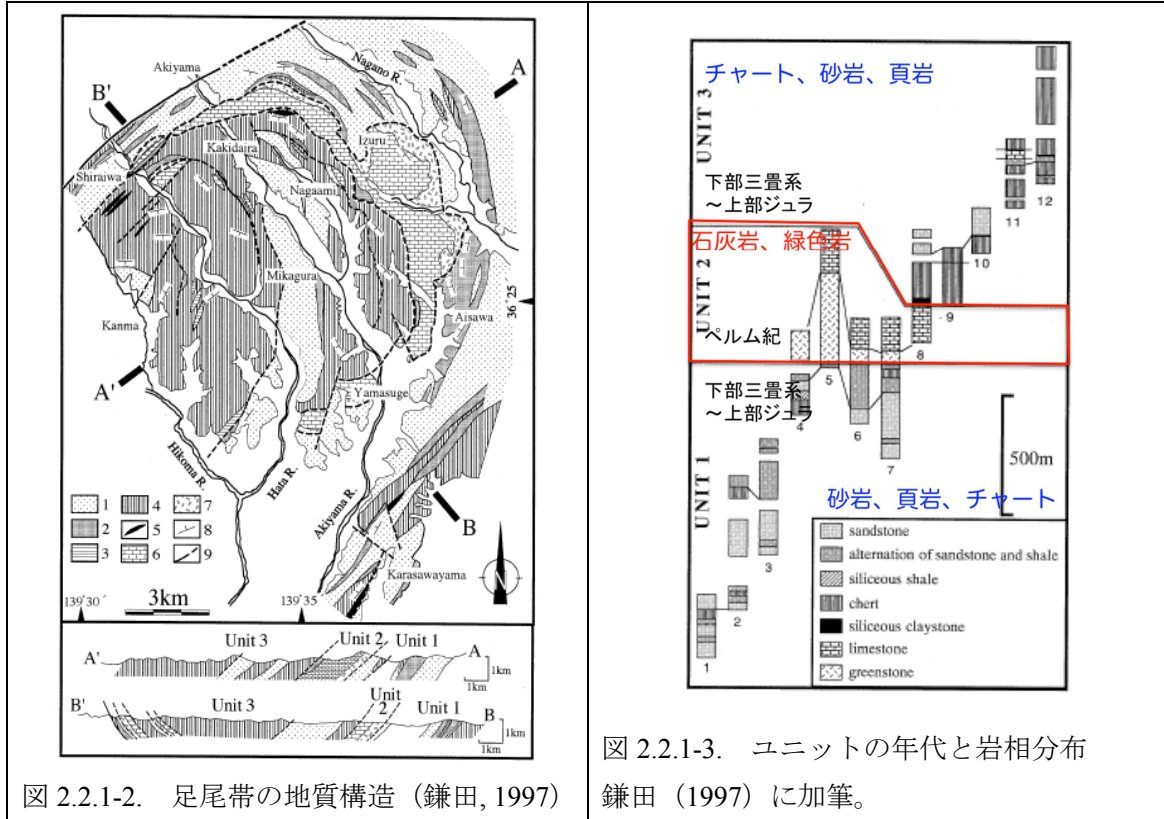 Nagano R.
Akiyama
A
B'
Kakidaira
Izuru
Shiraiwa
Nagaami
Mikagura
36°25'
Kanma
Aisawa
A'
Yamasuge
Hikoma R.
Hata R.
Akiyama R.
B
1 4 7
2 5 8
3 6 9
Karasawayama
N
139°30' 3km 139°35'
Unit 3 Unit 2 Unit 1
A' A
1km
1km
B' Unit 3 Unit 2 Unit 1 B
1km
1km
図 2.2.1-2. 足尾帯の地質構造（鎌田, 1997）
チャート、砂岩、頁岩
UNIT 3
下部三畳系
～上部ジュラ
石灰岩、緑色岩
UNIT 2
ペルム紀
下部三畳系
～上部ジュラ
UNIT 1
砂岩、頁岩、チャート
1
2
3
4
5
6
7
8
9
10
11
12
500m
sandstone
alternation of sandstone and shale
siliceous shale
chert
siliceous claystone
limestone
greenstone
図 2.2.1-3. ユニットの年代と岩相分布
鎌田（1997）に加筆。